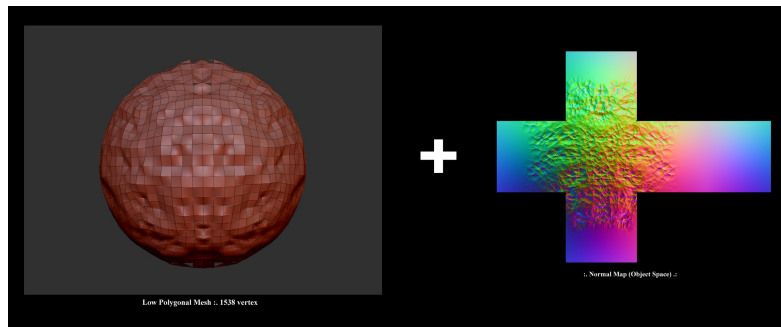 Low Polygonal Mesh :. 1538 vertex
:. Normal Map (Object Space) .: